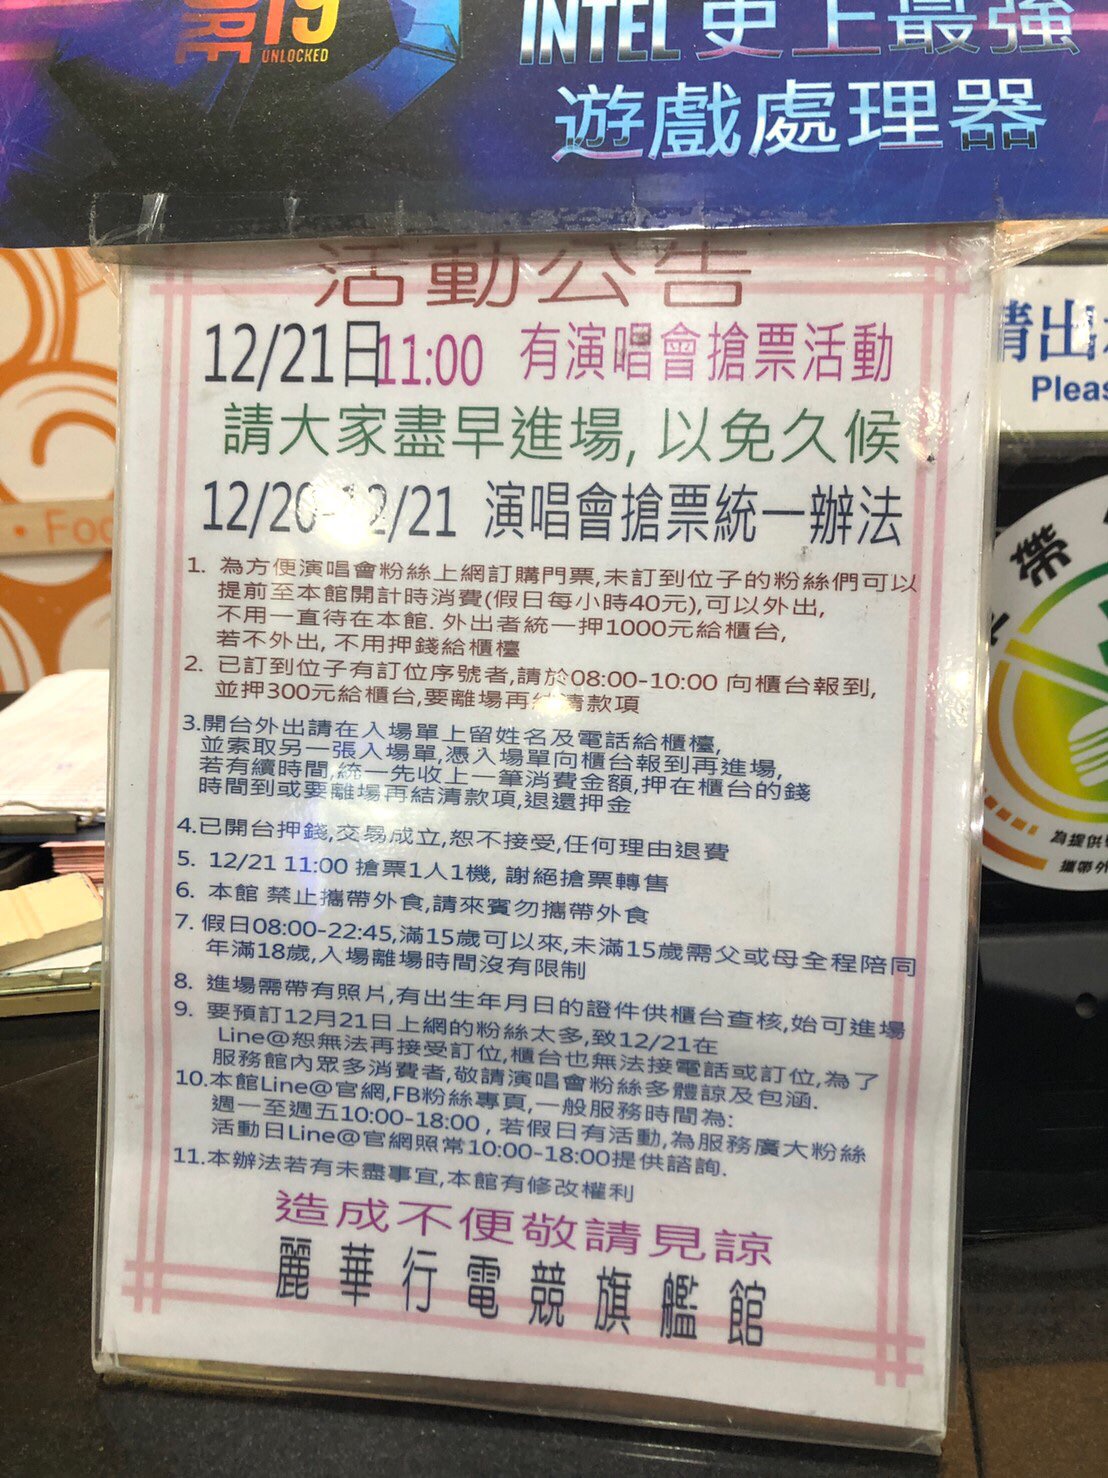 i9
UNLOCKED
INTEL 史上最強
遊戲處理器
活動公告
12/21日11:00 有演唱會搶票活動
請大家盡早進場, 以免久候
12/20-12/21 演唱會搶票統一辦法
1. 為方便演唱會粉絲上網訂購門票,未訂到位子的粉絲們可以
提前至本館開計時消費(假日每小時40元),可以外出,
不用一直待在本館. 外出者統一押1000元給櫃台,
若不外出, 不用押錢給櫃檯
2. 已訂到位子有訂位序號者,請於08:00-10:00 向櫃台報到,
並押300元給櫃台,要離場再結清款項
3.開台外出請在入場單上留姓名及電話給櫃檯,
並索取另一張入場單,憑入場單向櫃台報到再進場,
若有續時間,統一先收上一筆消費金額,押在櫃台的錢
時間到或要離場再結清款項,退還押金
4.已開台押錢,交易成立,恕不接受,任何理由退費
5. 12/21 11:00 搶票1人1機, 謝絕搶票轉售
6. 本館 禁止攜帶外食,請來賓勿攜帶外食
7. 假日08:00-22:45,滿15歲可以來,未滿15歲需父或母全程陪同
年滿18歲,入場離場時間沒有限制
8. 進場需帶有照片,有出生年月日的證件供櫃台查核,始可進場
9. 要預訂12月21日上網的粉絲太多,致12/21在
Line@恕無法再接受訂位,櫃台也無法接電話或訂位,為了
服務館內眾多消費者,敬請演唱會粉絲多體諒及包涵.
10.本館Line@官網,FB粉絲專頁,一般服務時間為:
週一至週五10:00-18:00 , 若假日有活動,為服務廣大粉絲
活動日Line@官網照常10:00-18:00提供諮詢.
11.本辦法若有未盡事宜,本館有修改權利
造成不便敬請見諒
麗華行電競旗艦館
請出
Pleas
Foo
帶
為提供
攜帶外